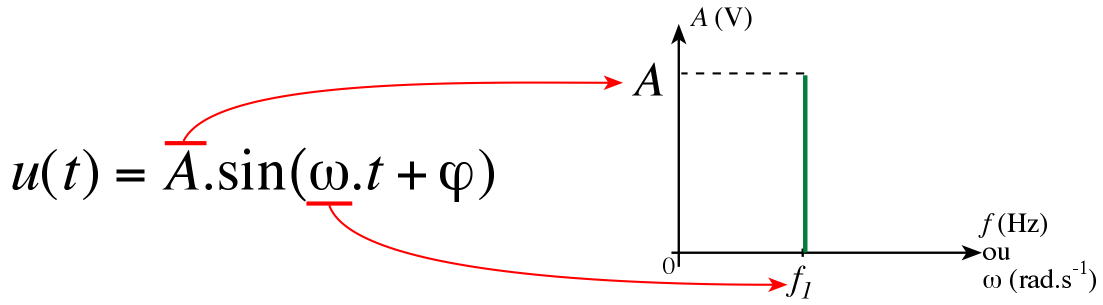 u(t) = A.sin(ω.t + φ)
A (V)
A
0
f₁
f (Hz)
ou
ω (rad.s⁻¹)